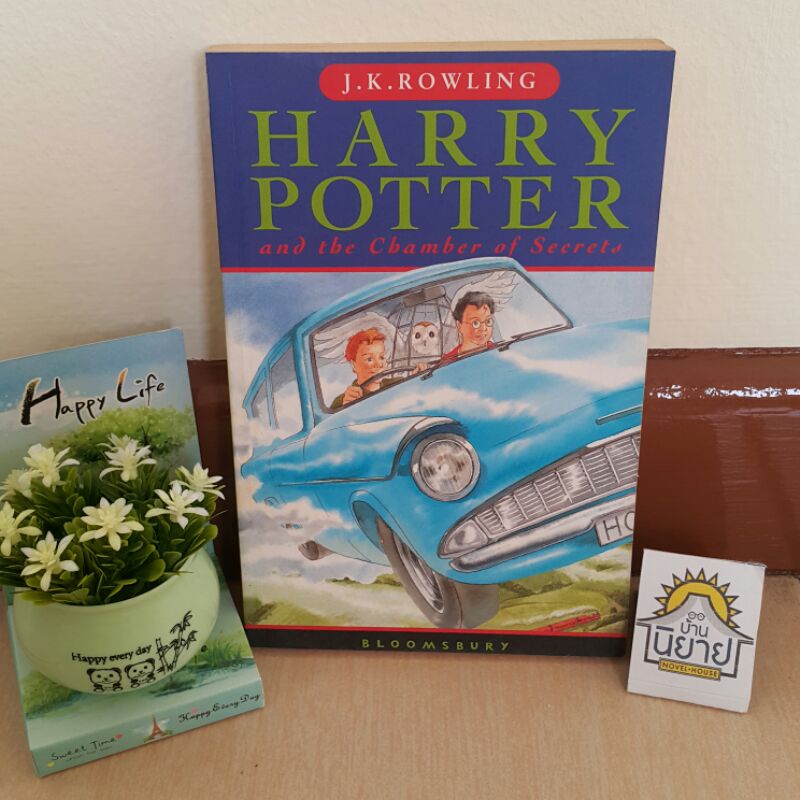 J.K.ROWLING
HARRY
POTTER
and the Chamber of Secrets
HO
BLOOMSBURY
Happy Life
Happy every day
e
Sweet Time
Happy Every Day
บ้าน
นิยาย
NOVEL·HOUSE